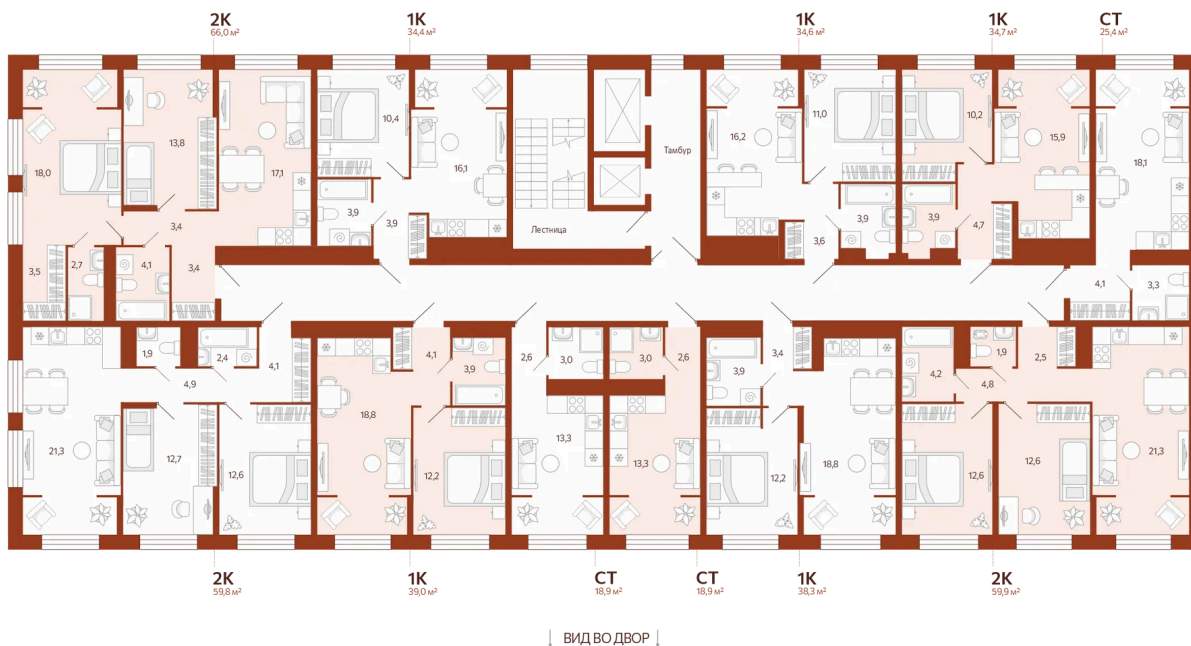 2К
66,0 м²
1К
34,4 м²
1К
34,6 м²
1К
34,7 м²
СТ
25,4 м²
18,0
13,8
17,1
10,4
16,1
Тамбур
16,2
11,0
10,2
15,9
18,1
3,4
3,9
3,9
Лестница
3,6
3,9
3,9
4,7
3,5
2,7
4,1
3,4
4,1
3,3
1,9
2,4
4,1
4,9
4,1
3,9
2,6
3,0
3,0
2,6
3,9
3,4
4,2
1,9
2,5
4,8
21,3
12,7
12,6
18,8
12,2
13,3
13,3
12,2
18,8
12,6
12,6
21,3
2К
59,8 м²
1К
39,0 м²
СТ
18,9 м²
СТ
18,9 м²
1К
38,3 м²
2К
59,9 м²
ВИД ВО ДВОР